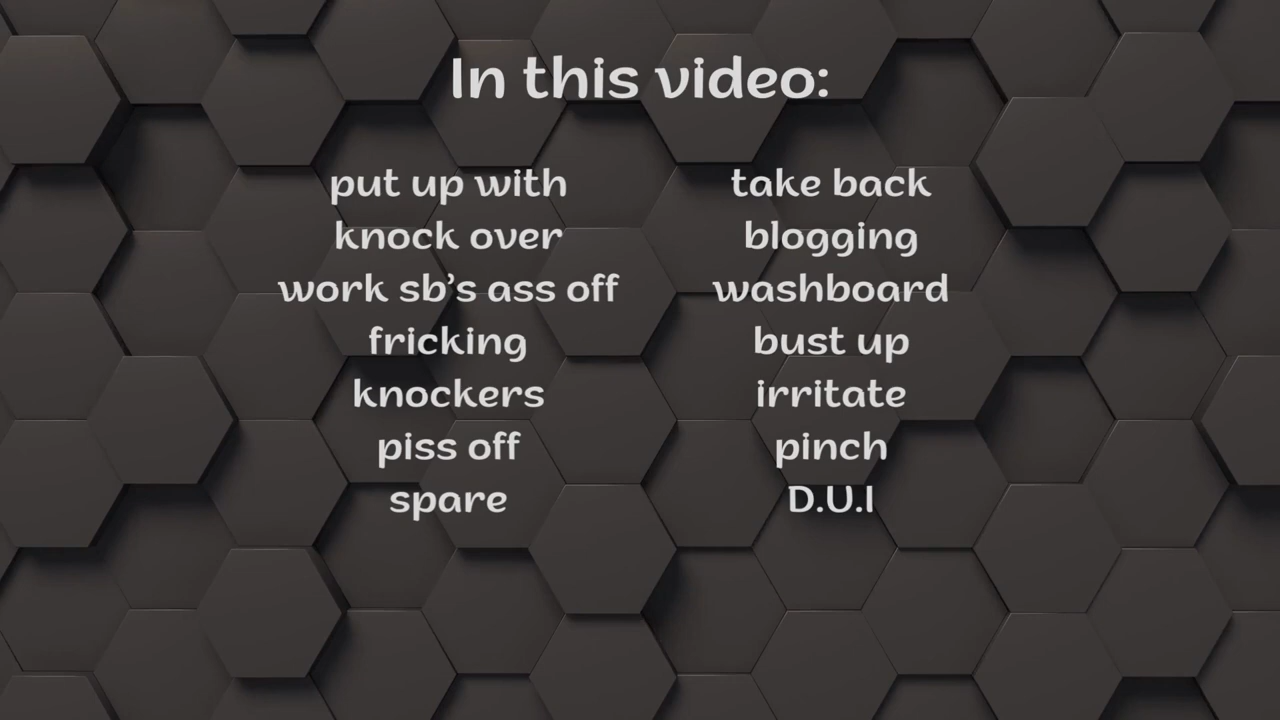 In this video:
put up with
knock over
work sb's ass off
fricking
knockers
piss off
spare
take back
blogging
washboard
bust up
irritate
pinch
D.U.I